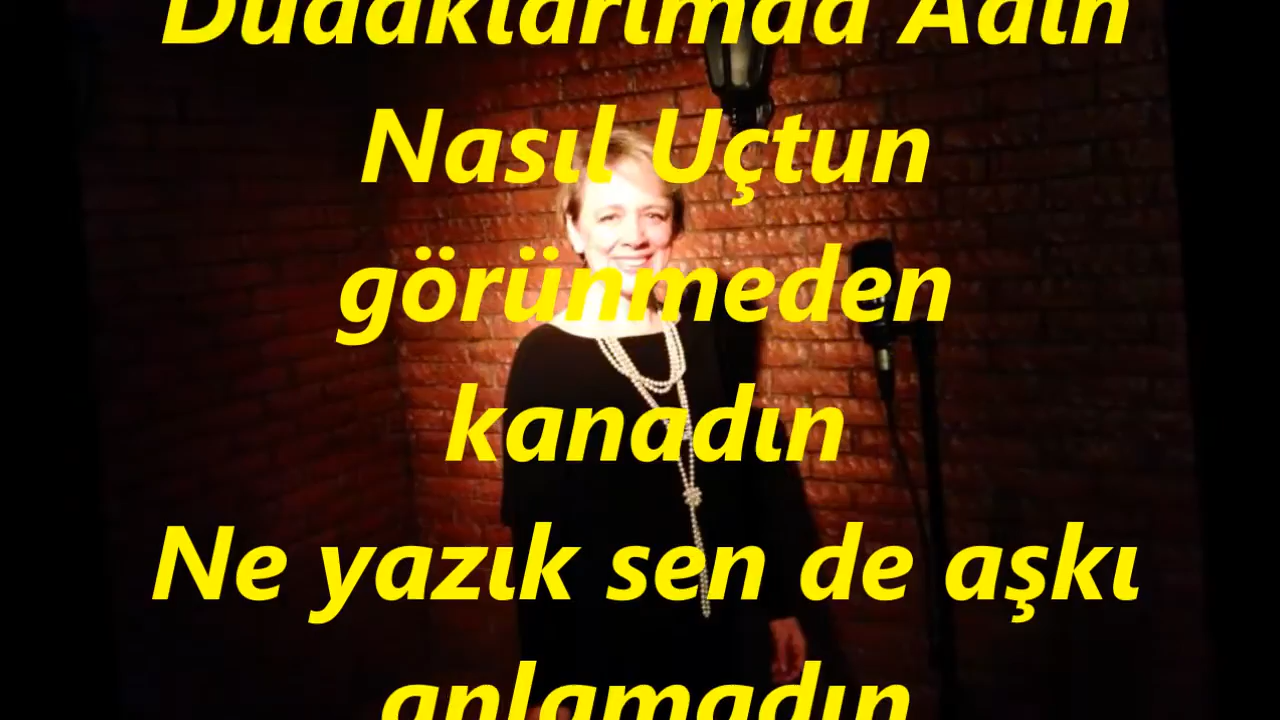 Dudaklarımda Adın
Nasıl Uçtun
görünmeden
kanadın
Ne yazık sen de aşkı
anlamadın